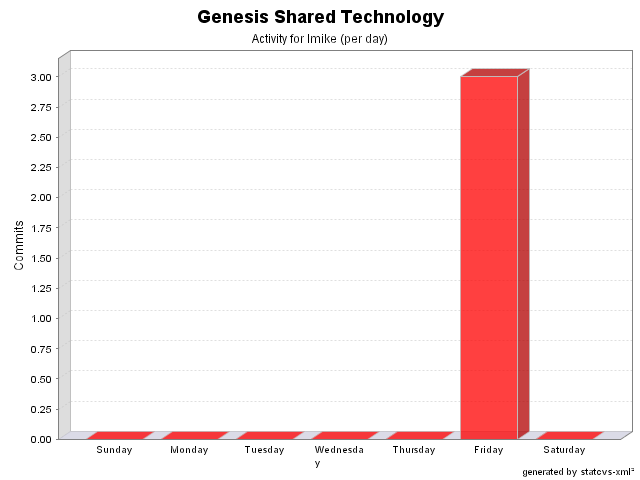 Genesis Shared Technology
Activity for lmike (per day)
Commits
3.00
2.75
2.50
2.25
2.00
1.75
1.50
1.25
1.00
0.75
0.50
0.25
0.00
Sunday
Monday
Tuesday
Wednesda
y
Thursday
Friday
Saturday
generated by statcvs-xml²